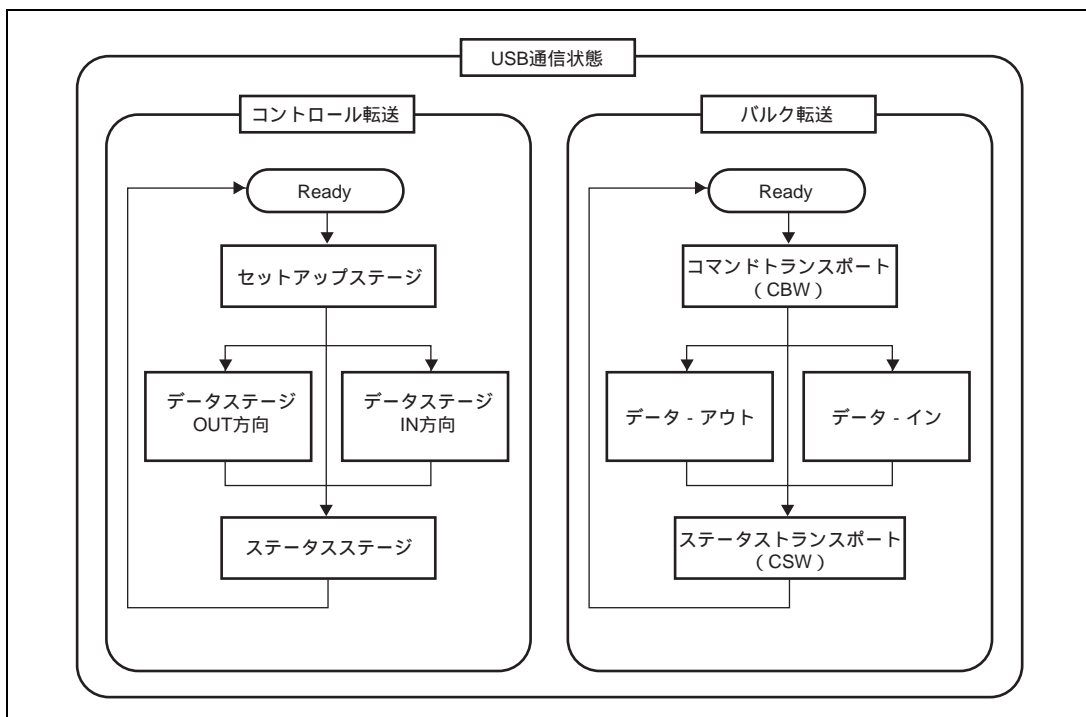 USB通信状態
コントロール転送
Ready
セットアップステージ
データステージ
OUT方向
データステージ
IN方向
ステータスステージ
バルク転送
Ready
コマンドトランスポート
( CBW )
データ - アウト
データ - イン
ステータストランスポート
( CSW )